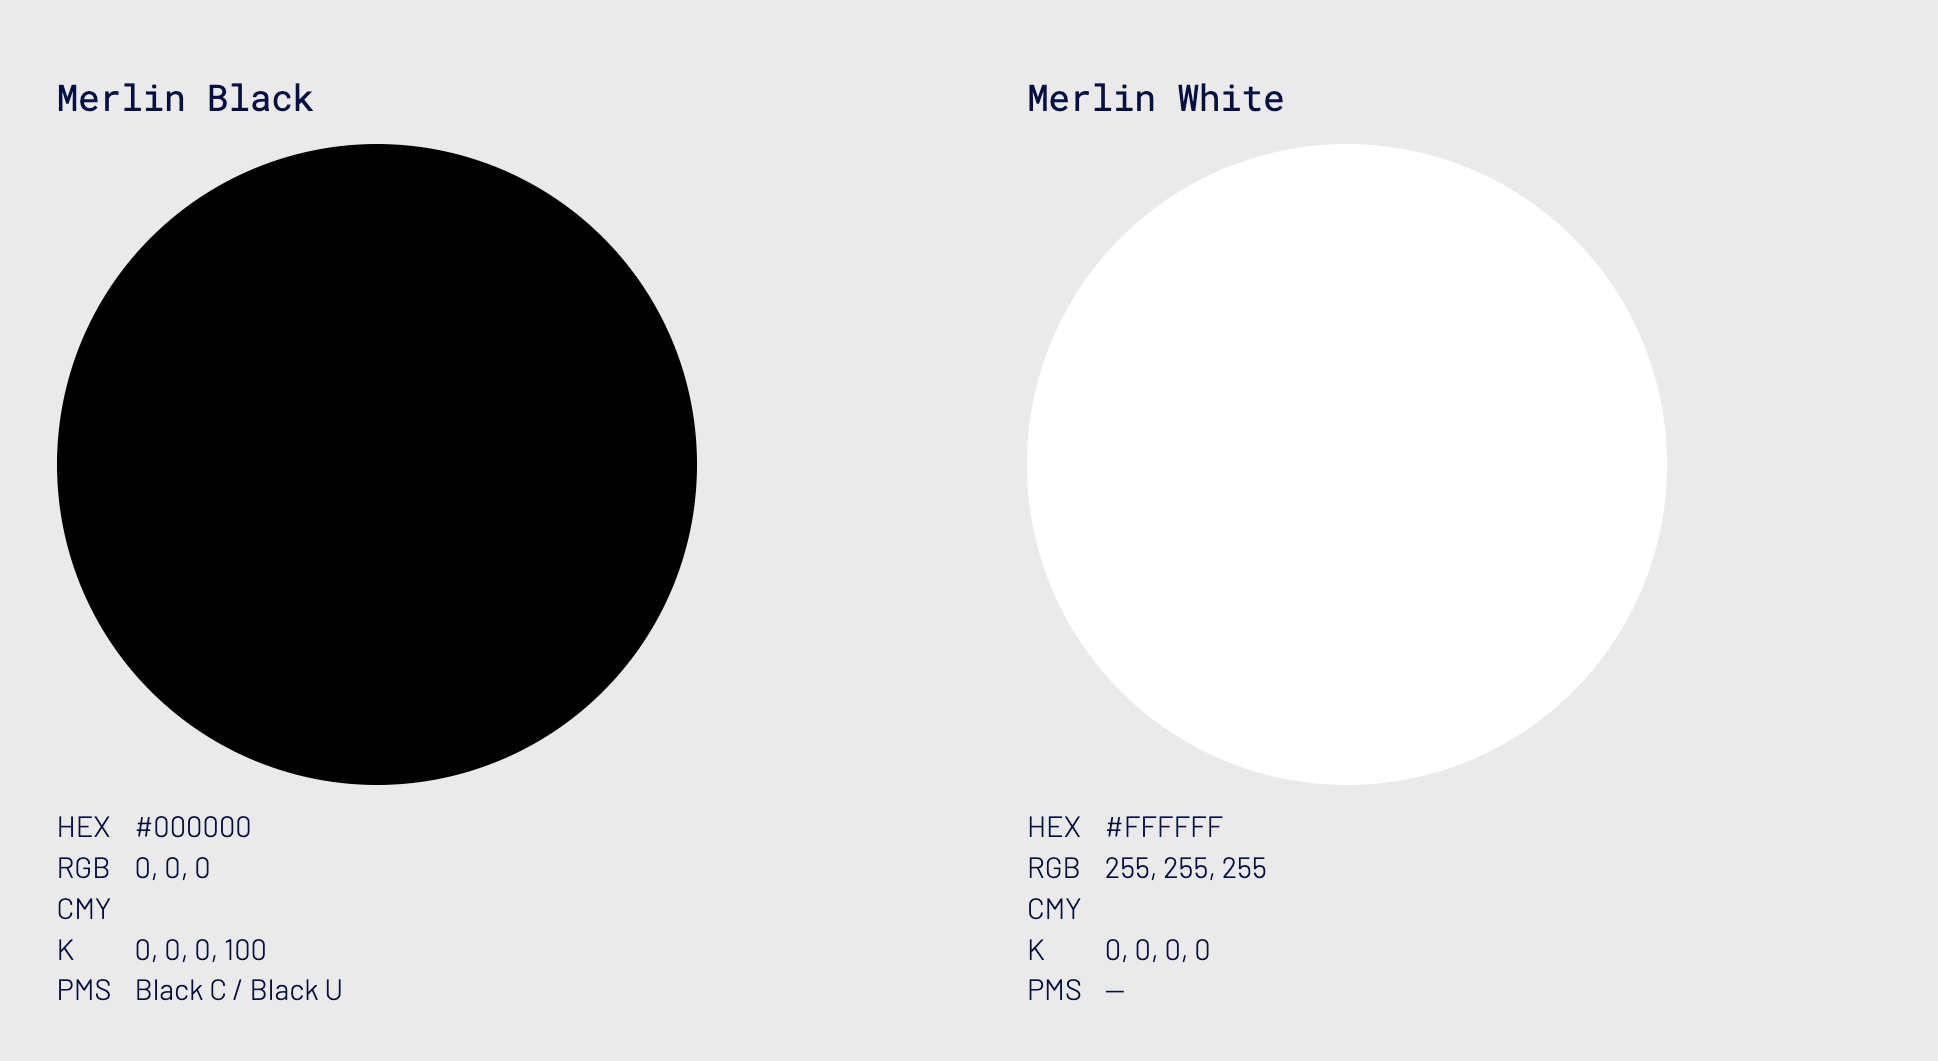 Merlin Black
HEX #000000
RGB 0, 0, 0
CMY
K 0, 0, 0, 100
PMS Black C / Black U
Merlin White
HEX #FFFFFF
RGB 255, 255, 255
CMY
K 0, 0, 0, 0
PMS —